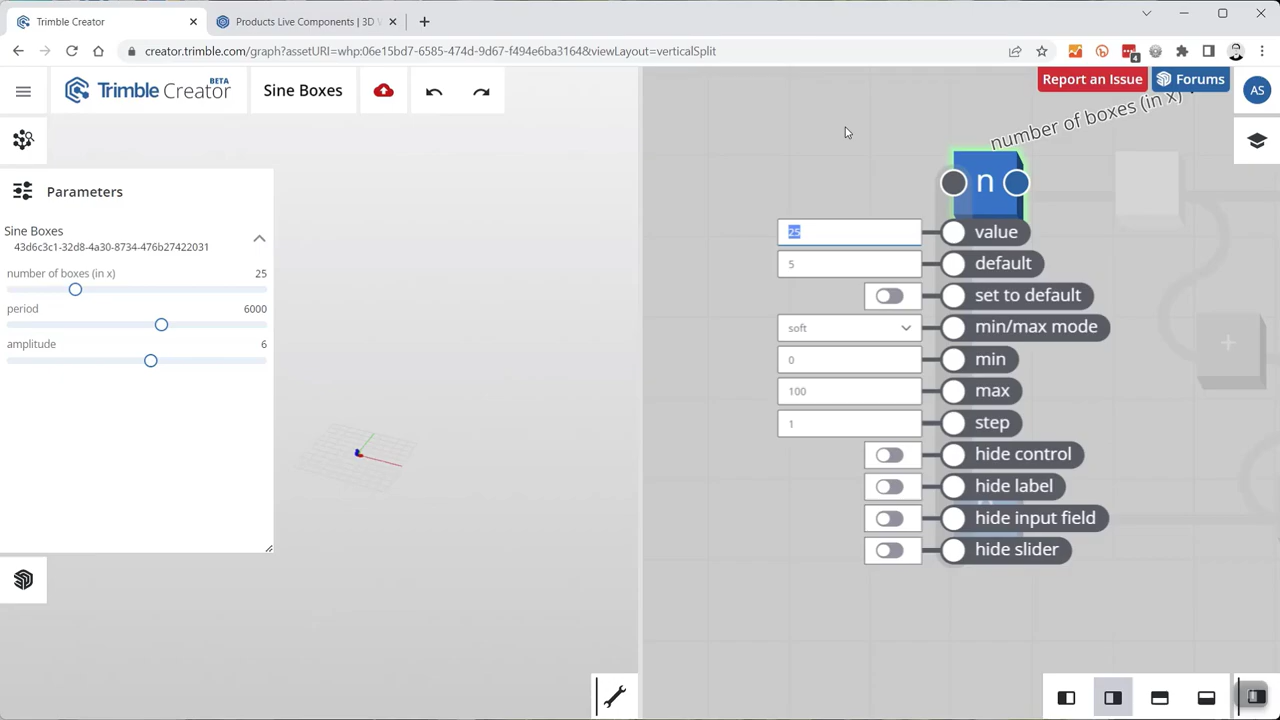 Trimble Creator
Products Live Components | 3D
creator.trimble.com/graph?assetURI=whp:06e15bd7-6585-474d-9d67-f494e6ba3164&viewLayout=verticalSplit
4
Trimble Creator BETA
Sine Boxes
Report an Issue
Forums
AS
number of boxes (in x)
n
Parameters
Sine Boxes
43d6c3c1-32d8-4a30-8734-476b27422031
number of boxes (in x) 25
period 6000
amplitude 6
25 value
5 default
set to default
soft min/max mode
0 min
100 max
1 step
hide control
hide label
hide input field
hide slider